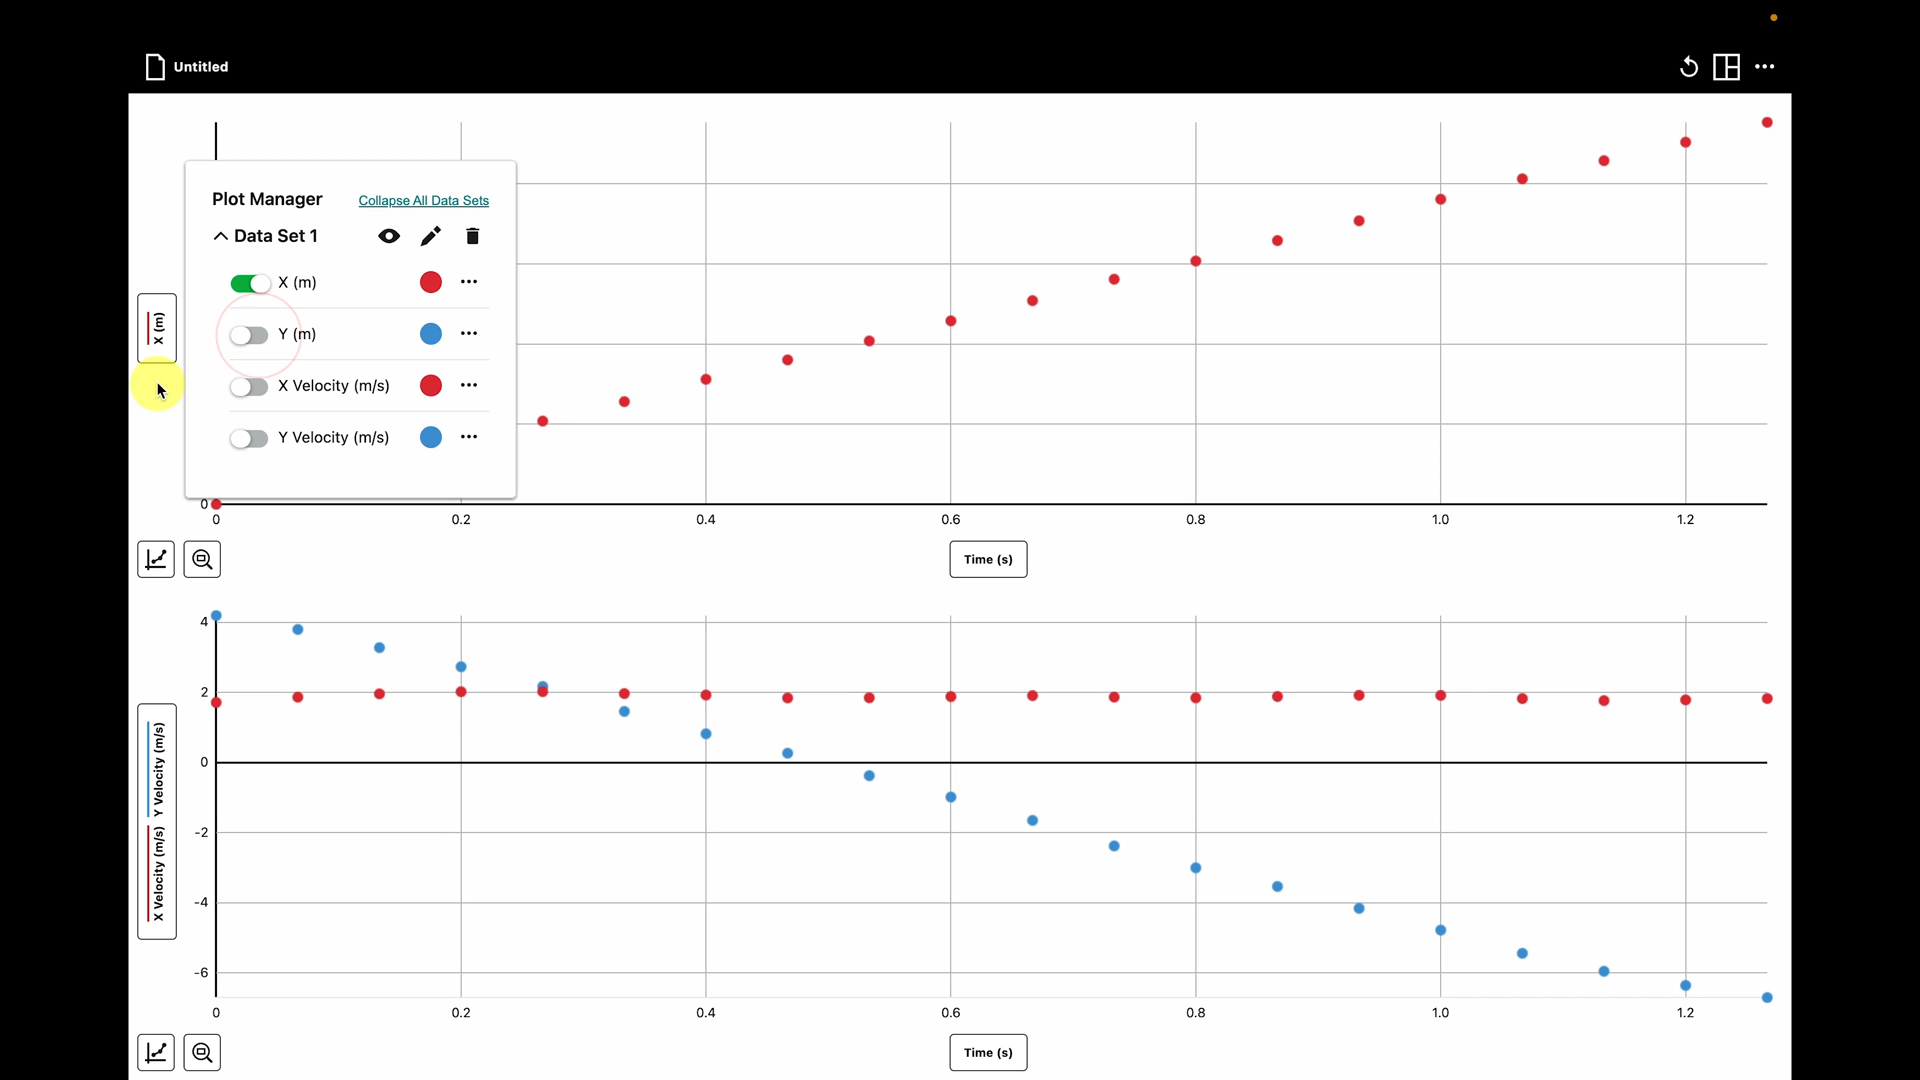 Untitled
Plot Manager
Collapse All Data Sets
Data Set 1
X (m)
Y (m)
X Velocity (m/s)
Y Velocity (m/s)
X (m)
0
0 0.2 0.4 0.6 0.8 1.0 1.2
Time (s)
4
2
0
-2
-4
-6
X Velocity (m/s) Y Velocity (m/s)
0 0.2 0.4 0.6 0.8 1.0 1.2
Time (s)